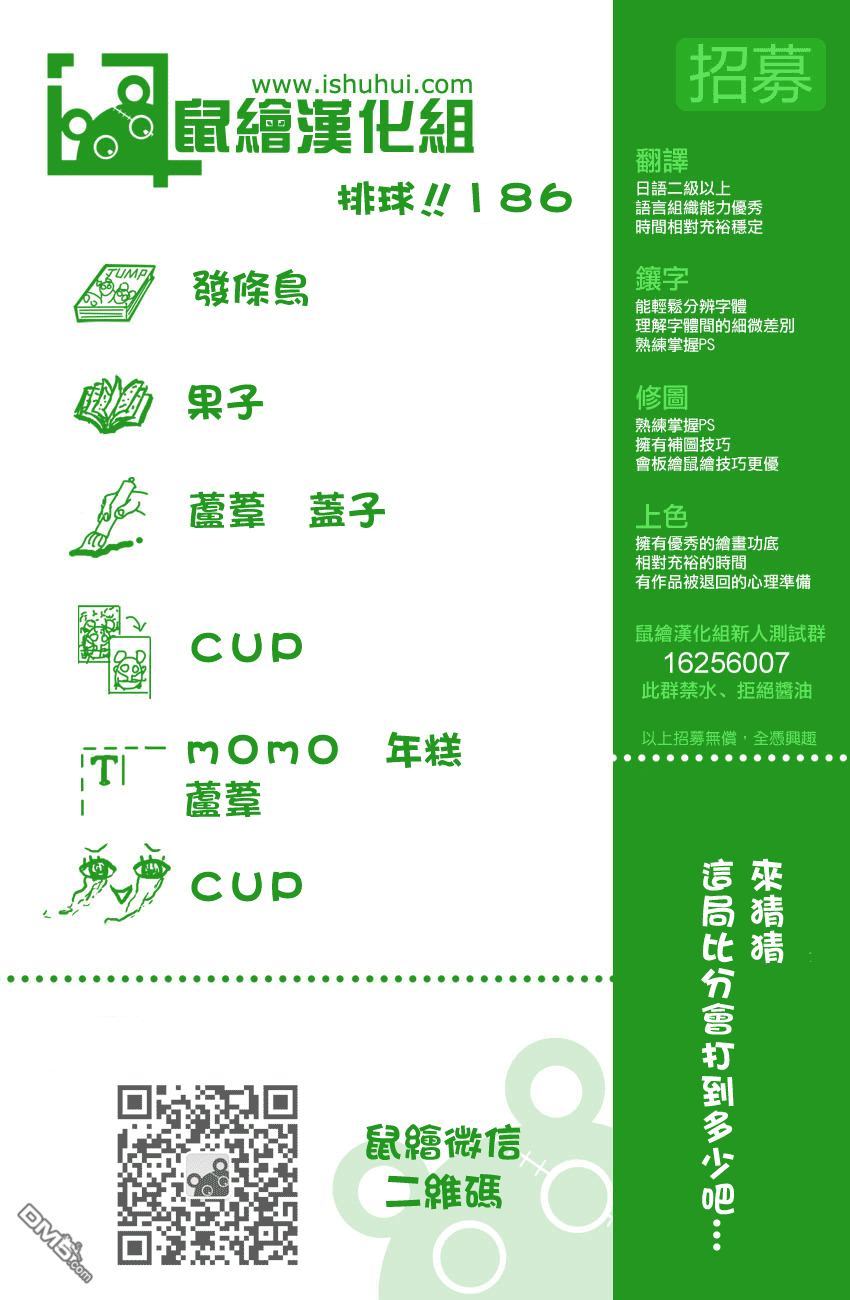 www.ishuhui.com
鼠繪漢化組
排球!!186
JUMP
發條鳥
果子
蘆葦 蓋子
cup
T
momo 年糕
蘆葦
cup
鼠繪微信
二維碼
DM5.com
招募
翻譯
日語二級以上
語言組織能力優秀
時間相對充裕穩定
鑲字
能輕鬆分辨字體
理解字體間的細微差別
熟練掌握PS
修圖
熟練掌握PS
擁有補圖技巧
會板繪鼠繪技巧更優
上色
擁有優秀的繪畫功底
相對充裕的時間
有作品被退回的心理準備
鼠繪漢化組新人測試群
16256007
此群禁水、拒絕醬油
以上招募無償，全憑興趣
來猜猜
這局比分會打到多少吧…